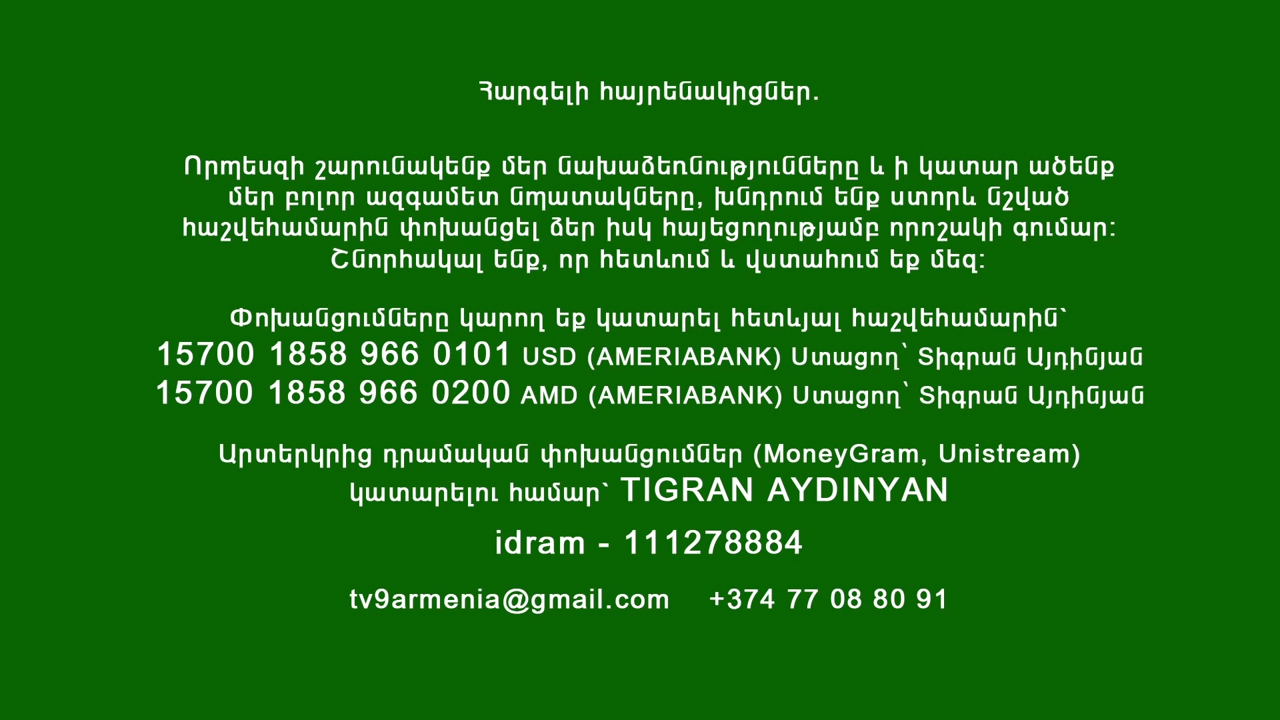 Հարգելի հայրենակիցներ.
Որպեսզի շարունակենք մեր նախաձեռնությունները և ի կատար ածենք
մեր բոլոր ազգամետ նպատակները, խնդրում ենք ստորև նշված
հաշվեհամարին փոխանցել ձեր իսկ հայեցողությամբ որոշակի գումար:
Շնորհակալ ենք, որ հետևում և վստահում եք մեզ:
Փոխանցումները կարող եք կատարել հետևյալ հաշվեհամարին՝
15700 1858 966 0101 USD (AMERIABANK) Ստացող՝ Տիգրան Այդինյան
15700 1858 966 0200 AMD (AMERIABANK) Ստացող՝ Տիգրան Այդինյան
Արտերկրից դրամական փոխանցումներ (MoneyGram, Unistream)
կատարելու համար՝ TIGRAN AYDINYAN
idram - 111278884
tv9armenia@gmail.com +374 77 08 80 91